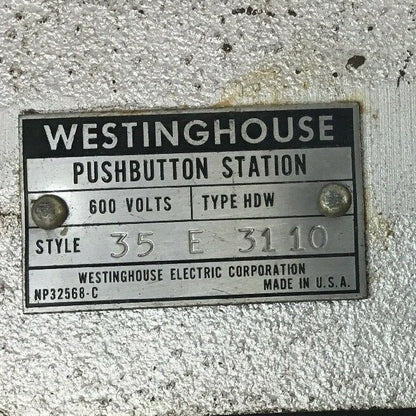 WESTINGHOUSE
PUSHBUTTON STATION
600 VOLTS TYPE HDW
STYLE 35 E 3110
WESTINGHOUSE ELECTRIC CORPORATION
NP32568-C MADE IN U.S.A.